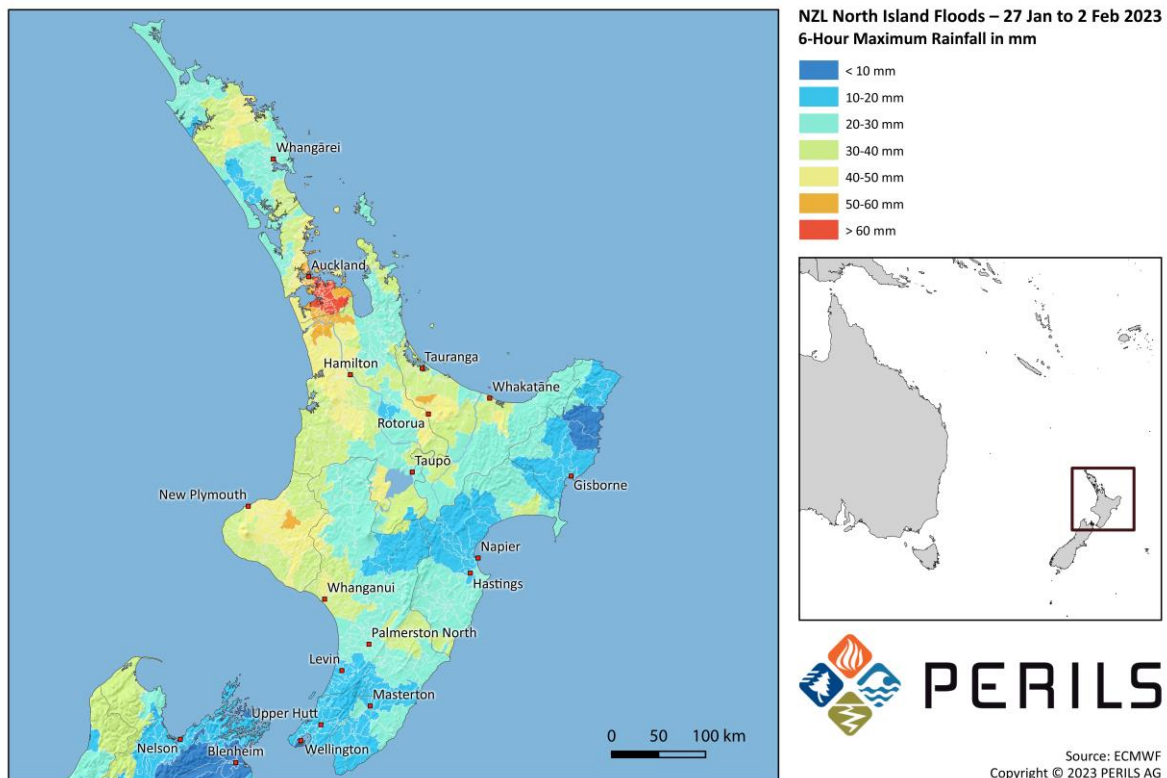 NZL North Island Floods – 27 Jan to 2 Feb 2023
6-Hour Maximum Rainfall in mm
< 10 mm
10-20 mm
20-30 mm
30-40 mm
40-50 mm
50-60 mm
> 60 mm
Whangārei
Auckland
Hamilton
Tauranga
Whakatāne
Rotorua
Taupō
Gisborne
New Plymouth
Napier
Hastings
Whanganui
Palmerston North
Levin
Masterton
Upper Hutt
Nelson
Wellington
Blenheim
0 50 100 km
PERILS
Source: ECMWF
Copyright © 2023 PERILS AG